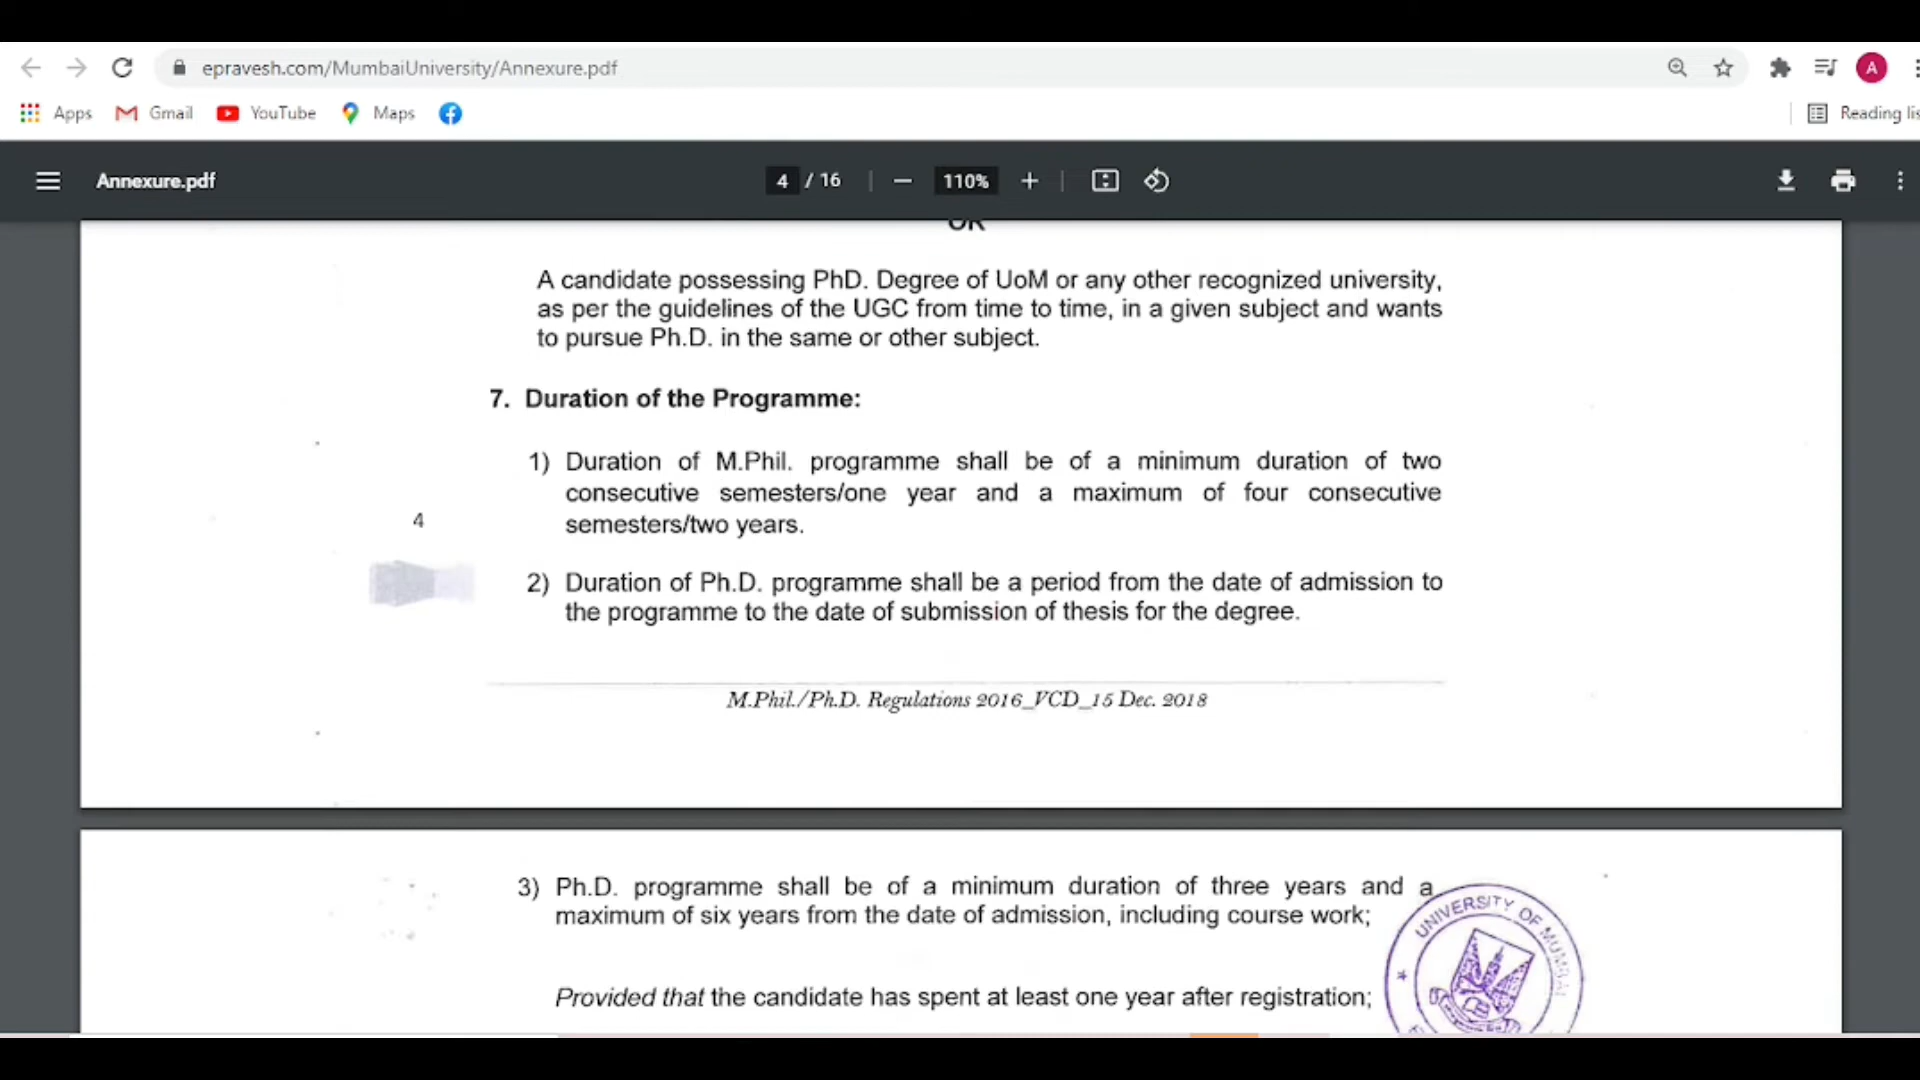 epravesh.com/MumbaiUniversity/Annexure.pdf
A
Apps Gmail YouTube Maps Reading lis
Annexure.pdf 4 / 16 110%
OR
A candidate possessing PhD. Degree of UoM or any other recognized university,
as per the guidelines of the UGC from time to time, in a given subject and wants
to pursue Ph.D. in the same or other subject.
7. Duration of the Programme:
1) Duration of M.Phil. programme shall be of a minimum duration of two
consecutive semesters/one year and a maximum of four consecutive
semesters/two years.
4
2) Duration of Ph.D. programme shall be a period from the date of admission to
the programme to the date of submission of thesis for the degree.
M.Phil./Ph.D. Regulations 2016_VCD_15 Dec. 2018
3) Ph.D. programme shall be of a minimum duration of three years and a
maximum of six years from the date of admission, including course work;
UNIVERSITY OF MUMBAI
Provided that the candidate has spent at least one year after registration;